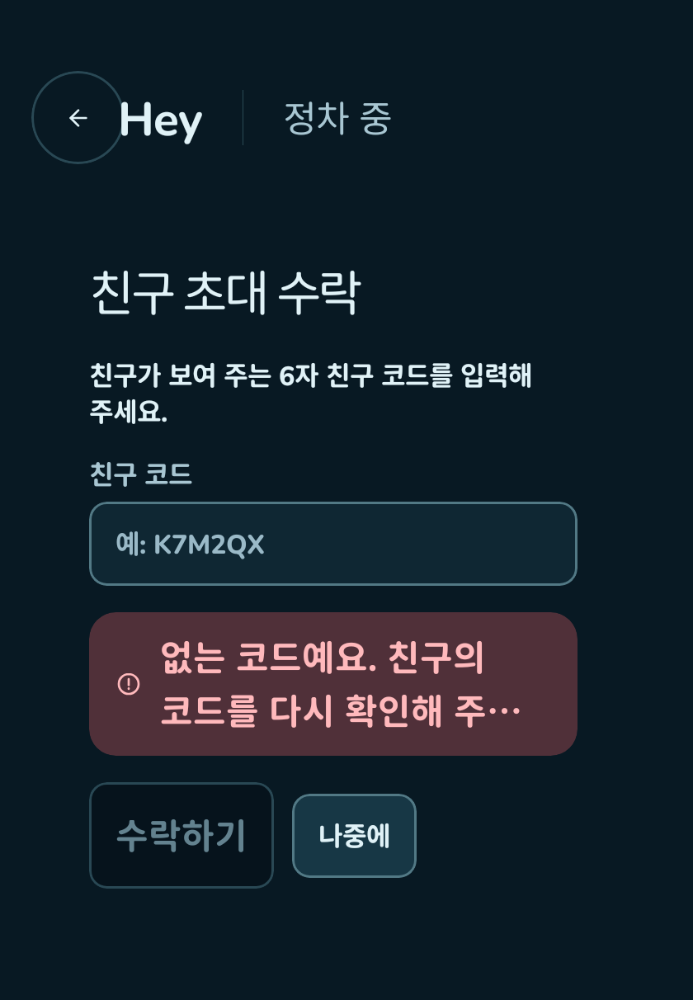 Hey 정차 중
친구 초대 수락
친구가 보여 주는 6자 친구 코드를 입력해
주세요.
친구 코드
예: K7M2QX
없는 코드예요. 친구의
코드를 다시 확인해 주…
수락하기 나중에